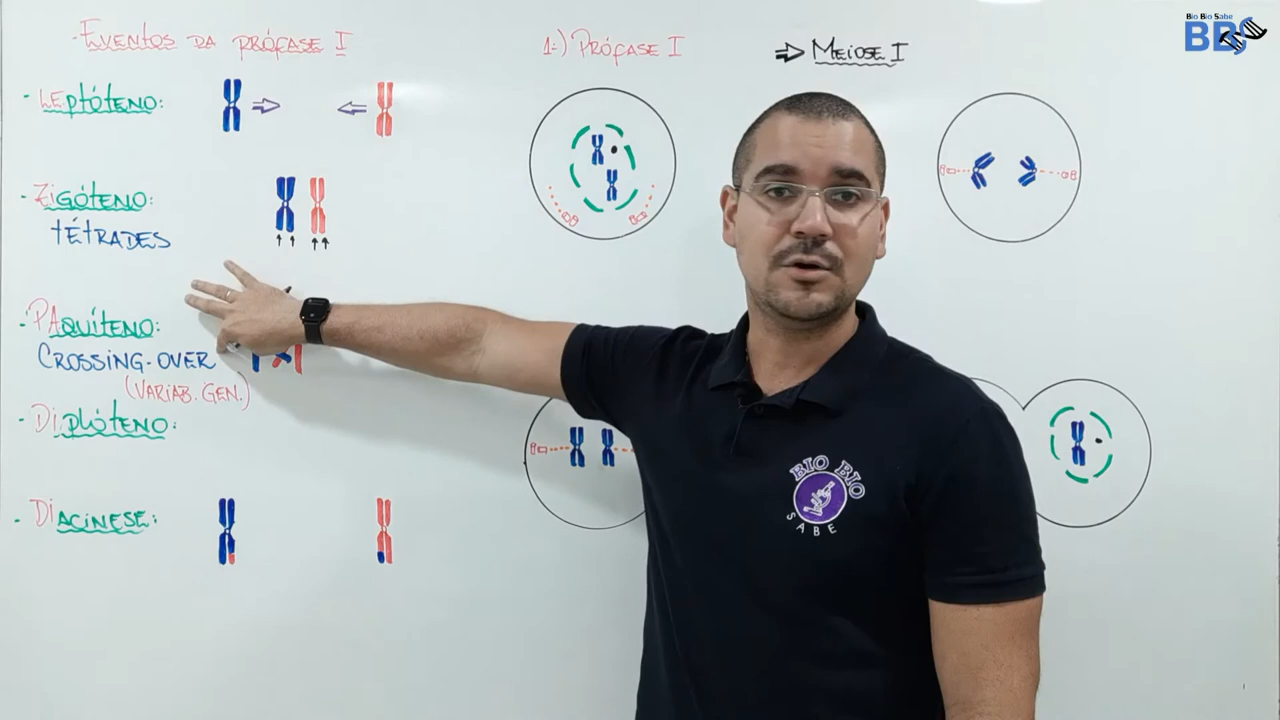 - Eventos da prófase I
- Leptóteno:
- Zigóteno:
tétrades
- Paquíteno:
Crossing-over
(Variab. Gen.)
- Diplóteno:
- Diacinese:
1º) Prófase I
⇒ Meiose I
Bio Bio Sabe
BBS
BIO BIO
SABE